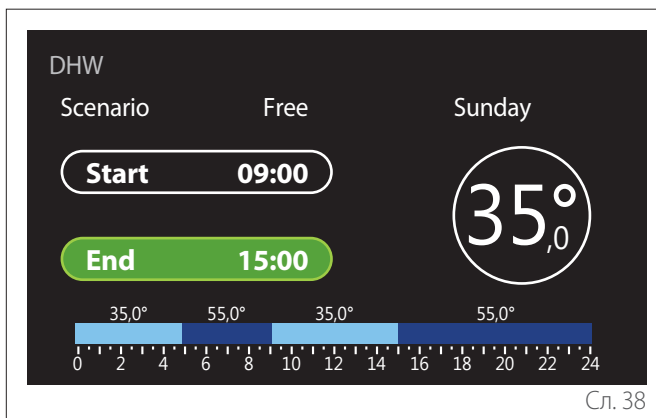 DHW
Scenario Free Sunday
Start 09:00
35,0°
End 15:00
35,0° 55,0° 35,0° 55,0°
0 2 4 6 8 10 12 14 16 18 20 22 24
Сл. 38